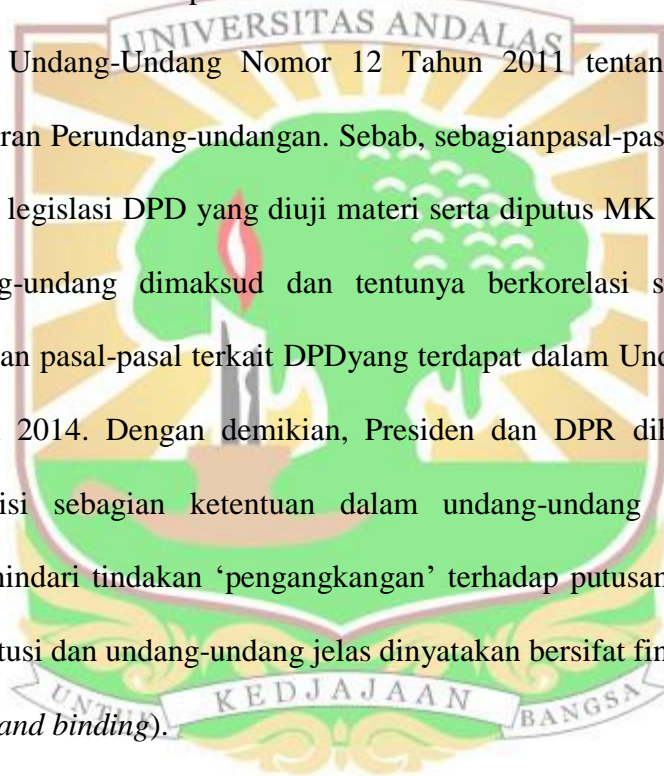 UNIVERSITAS ANDALAS
Undang-Undang Nomor 12 Tahun 2011 tentan
ran Perundang-undangan. Sebab, sebagianpasal-pas
legislasi DPD yang diuji materi serta diputus MK
g-undang dimaksud dan tentunya berkorelasi s
an pasal-pasal terkait DPDyang terdapat dalam Und
2014. Dengan demikian, Presiden dan DPR dih
isi sebagian ketentuan dalam undang-undang
hindari tindakan ‘pengangkangan’ terhadap putusan
tusi dan undang-undang jelas dinyatakan bersifat fin
and binding).
UNTUK KEDJAJAAN BANGSA